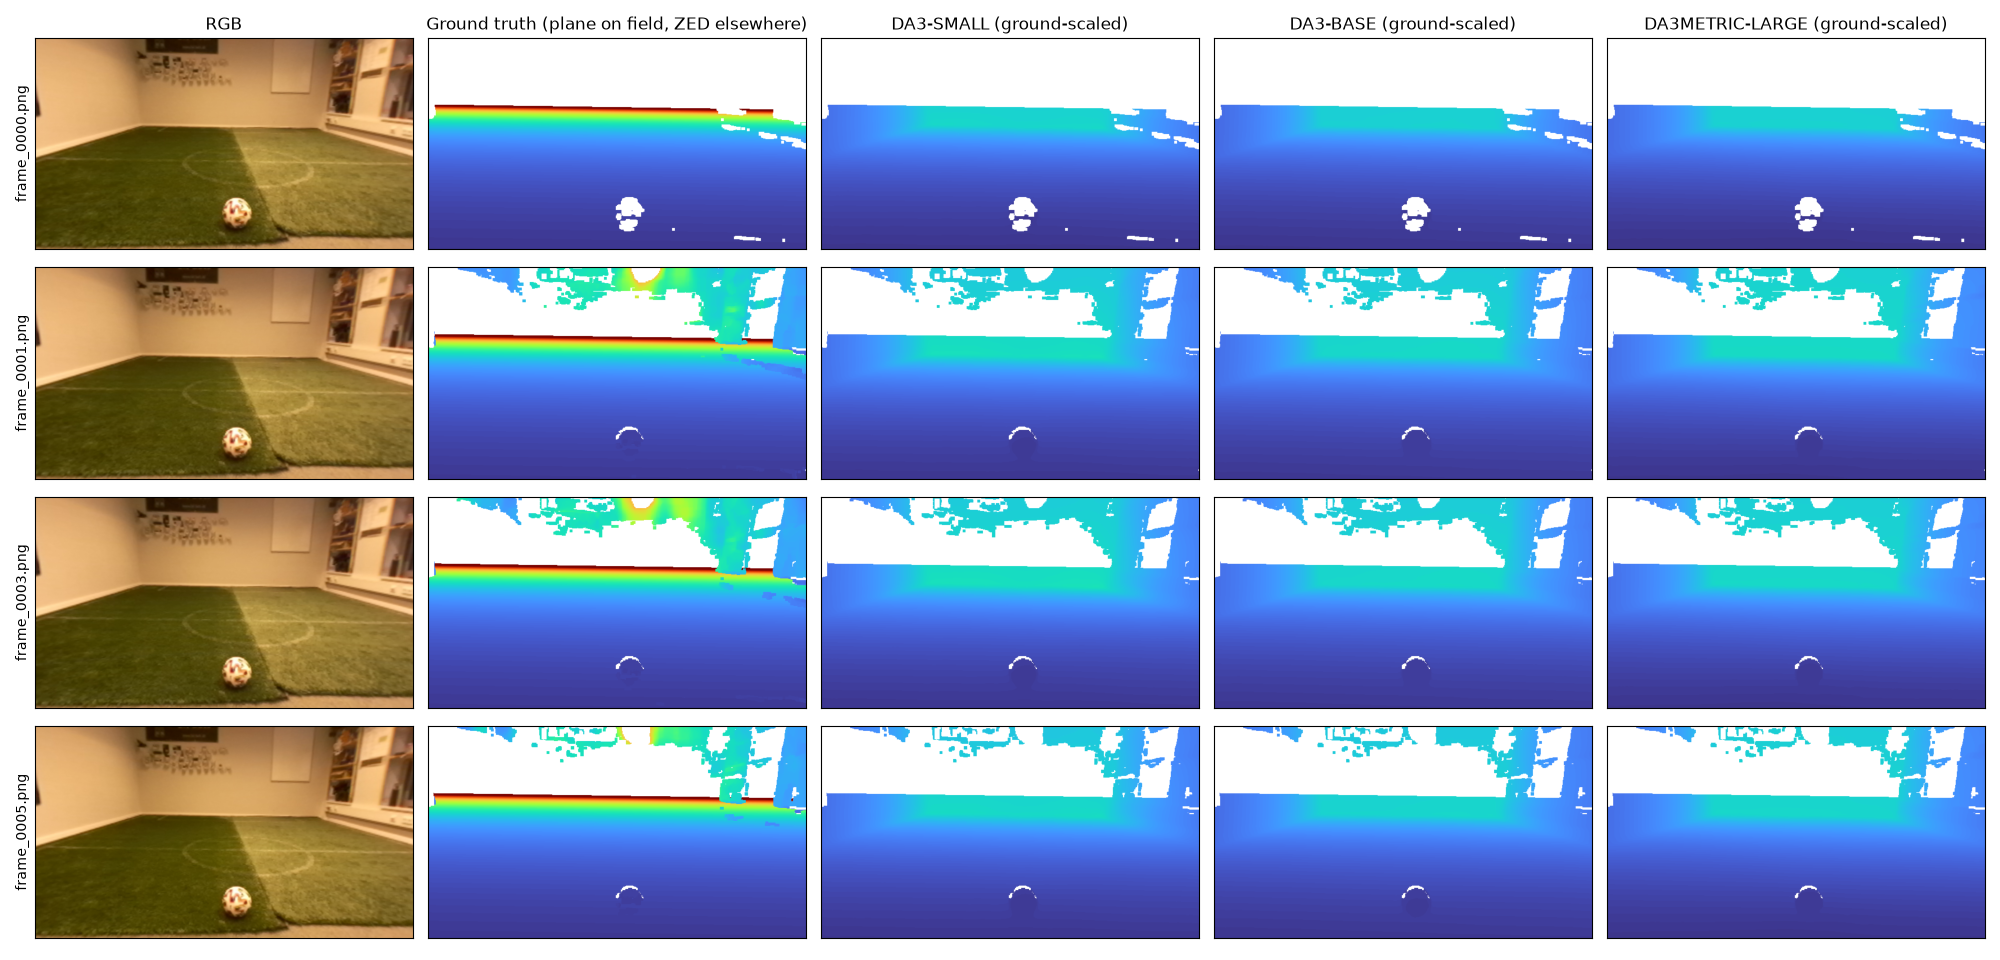 RGB
Ground truth (plane on field, ZED elsewhere)
DA3-SMALL (ground-scaled)
DA3-BASE (ground-scaled)
DA3METRIC-LARGE (ground-scaled)
frame_0000.png
frame_0001.png
frame_0003.png
frame_0005.png